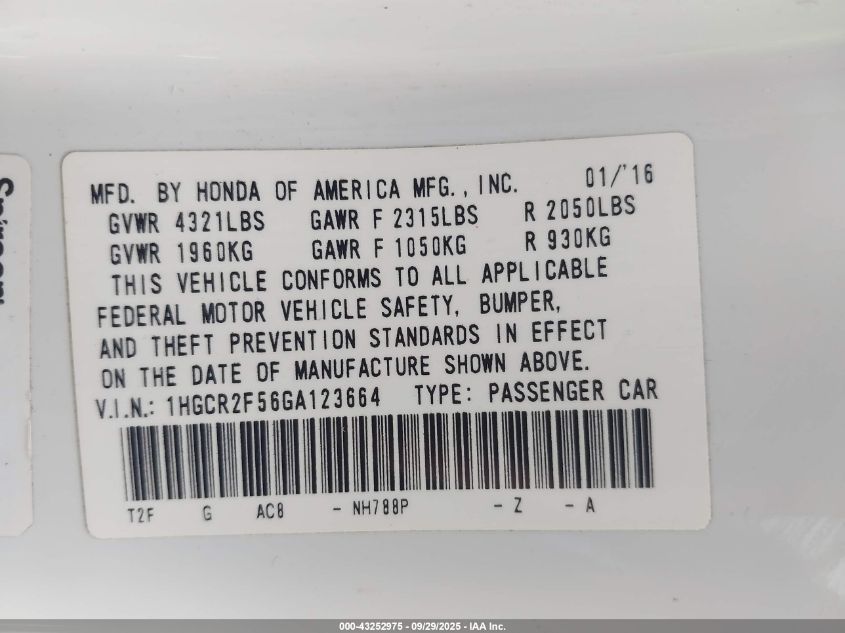 MFD. BY HONDA OF AMERICA MFG., INC. 01/'16
GVWR 4321LBS GAWR F 2315LBS R 2050LBS
GVWR 1960KG GAWR F 1050KG R 930KG
THIS VEHICLE CONFORMS TO ALL APPLICABLE
FEDERAL MOTOR VEHICLE SAFETY, BUMPER,
AND THEFT PREVENTION STANDARDS IN EFFECT
ON THE DATE OF MANUFACTURE SHOWN ABOVE.
V.I.N.: 1HGCR2F56GA123664 TYPE: PASSENGER CAR
T2F G AC8 - NH788P - Z - A
000-43252975 - 09/29/2025 - IAA Inc.